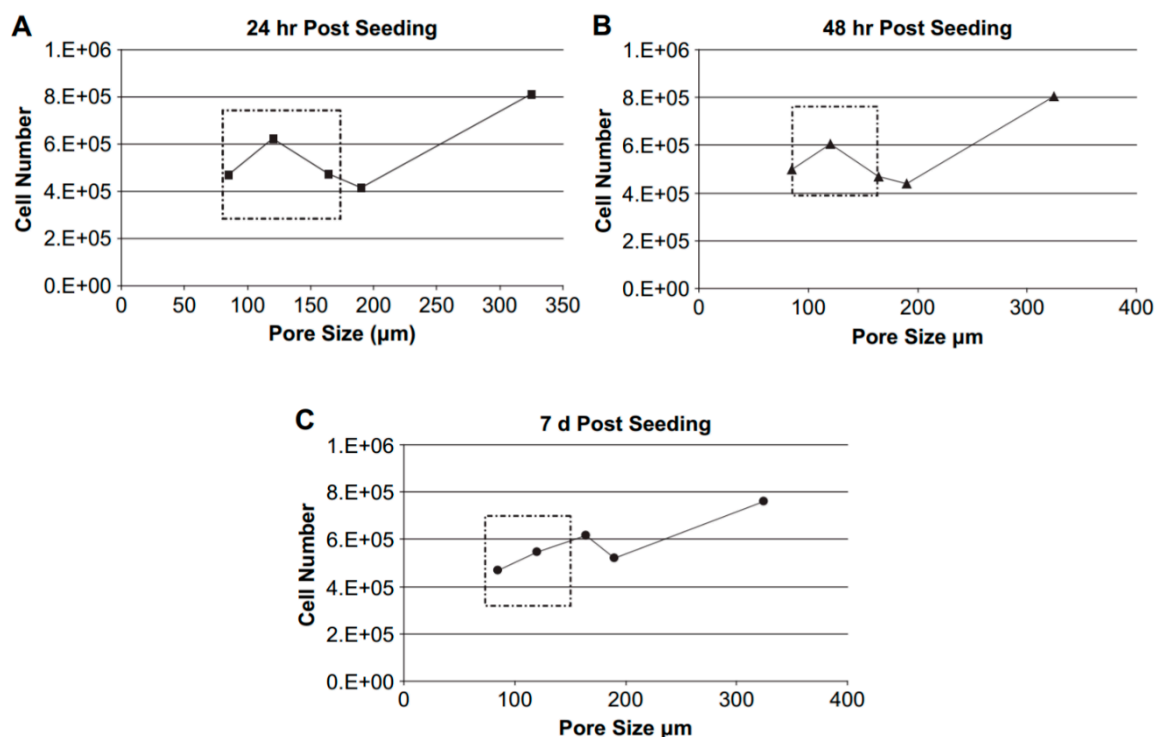 A
24 hr Post Seeding
1.E+06
8.E+05
6.E+05
4.E+05
2.E+05
0.E+00
Cell Number
0 50 100 150 200 250 300 350
Pore Size (µm)
B
48 hr Post Seeding
1.E+06
8.E+05
6.E+05
4.E+05
2.E+05
0.E+00
Cell Number
0 100 200 300 400
Pore Size µm
C
7 d Post Seeding
1.E+06
8.E+05
6.E+05
4.E+05
2.E+05
0.E+00
Cell Number
0 100 200 300 400
Pore Size µm